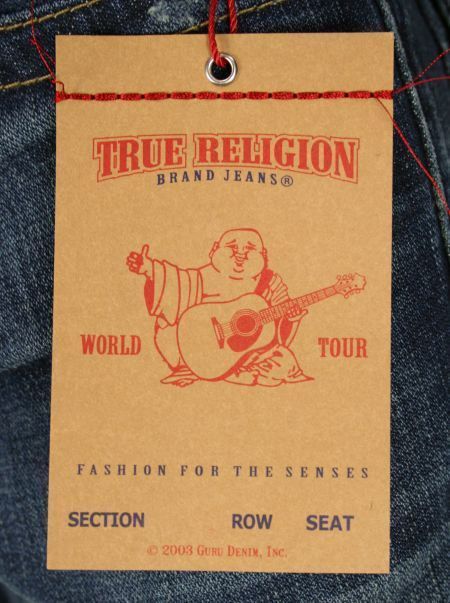 TRUE RELIGION
BRAND JEANS®
WORLD TOUR
FASHION FOR THE SENSES
SECTION ROW SEAT
© 2003 GURU DENIM, INC.